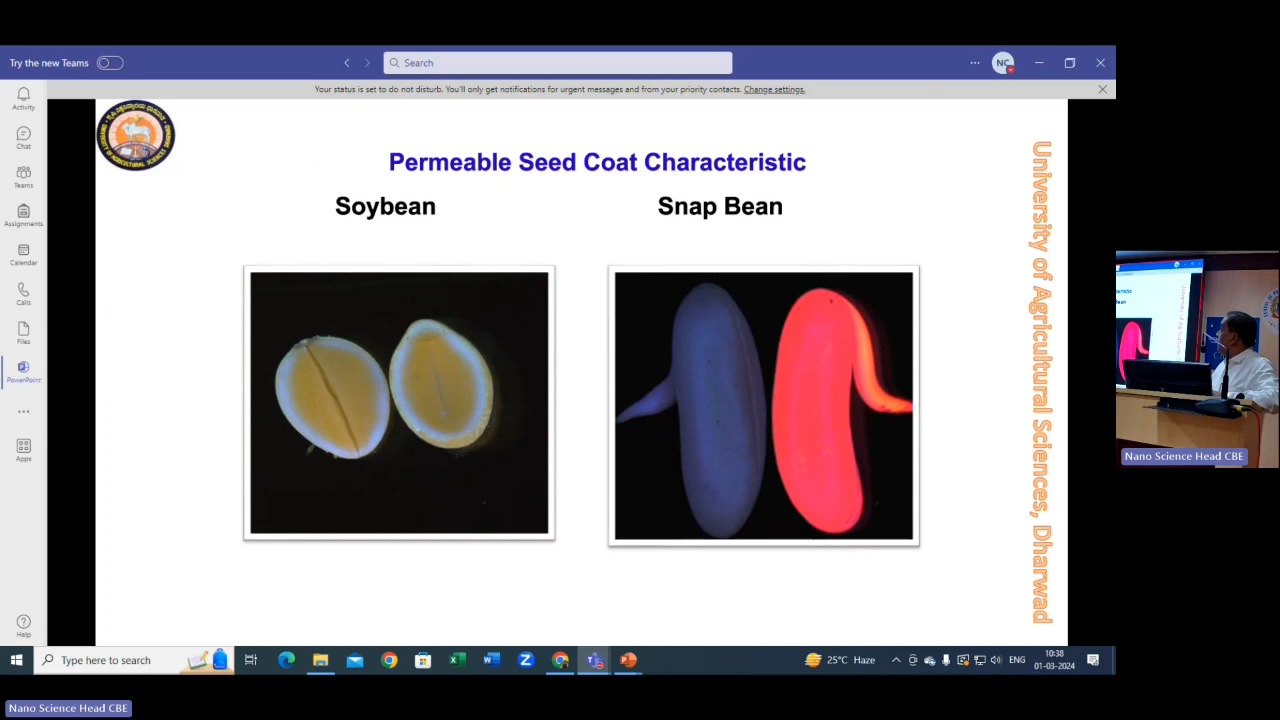 Try the new Teams
Search
NC
Your status is set to do not disturb. You'll only get notifications for urgent messages and from your priority contacts. Change settings.
Activity
Chat
Teams
Assignments
Calendar
Calls
Files
PowerPoint
Apps
Help
Permeable Seed Coat Characteristic
Soybean
Snap Bean
University of Agricultural Sciences, Dharwad
Nano Science Head CBE
Type here to search
25°C Haze
ENG
10:38
01-03-2024
Nano Science Head CBE